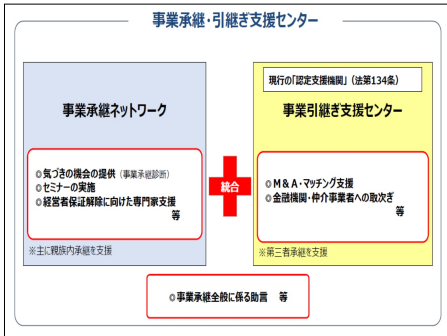 事業承継・引継ぎ支援センター
事業承継ネットワーク
◎気づきの機会の提供（事業承継診断）
◎セミナーの実施
◎経営者保証解除に向けた専門家支援
等
※主に親族内承継を支援
統合
現行の「認定支援機関」（法第134条）
事業引継ぎ支援センター
◎M＆A・マッチング支援
◎金融機関・仲介事業者への取次ぎ
等
※第三者承継を支援
◎事業承継全般に係る助言　等